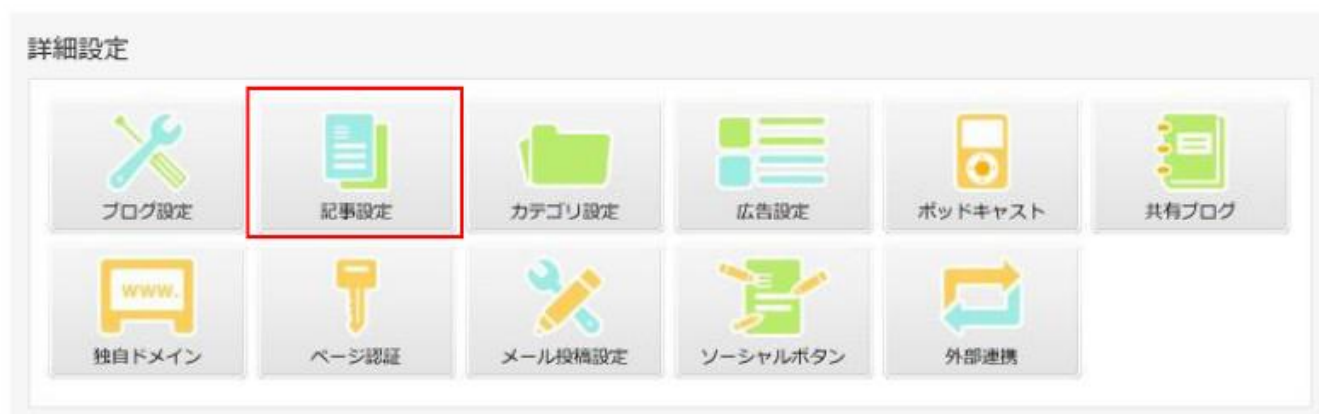 詳細設定
ブログ設定
記事設定
カテゴリ設定
広告設定
ポッドキャスト
共有ブログ
www.
独自ドメイン
ページ認証
メール投稿設定
ソーシャルボタン
外部連携